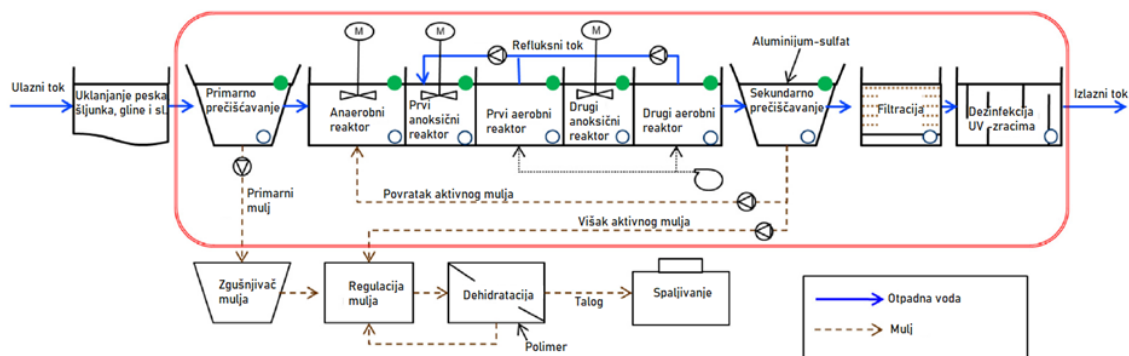 M
M
M
Refluksni tok
Aluminijum-sulfat
Ulazni tok
Uklanjanje peska
šljunka, gline i sl.
Primarno
prečišćavanje
Anaerobni
reaktor
Prvi
anoksični
reaktor
Prvi aerobni
reaktor
Drugi
anoksični
reaktor
Drugi aerobni
reaktor
Sekundarno
prečišćavanje
Filtracija
Dezinfekcija
UV -zracima
Izlazni tok
Primarni
mulj
Povratak aktivnog mulja
Višak aktivnog mulja
Zgušnjivač
mulja
Regulacija
mulja
Dehidratacija
Talog
Spaljivanje
Polimer
Otpadna voda
Mulj